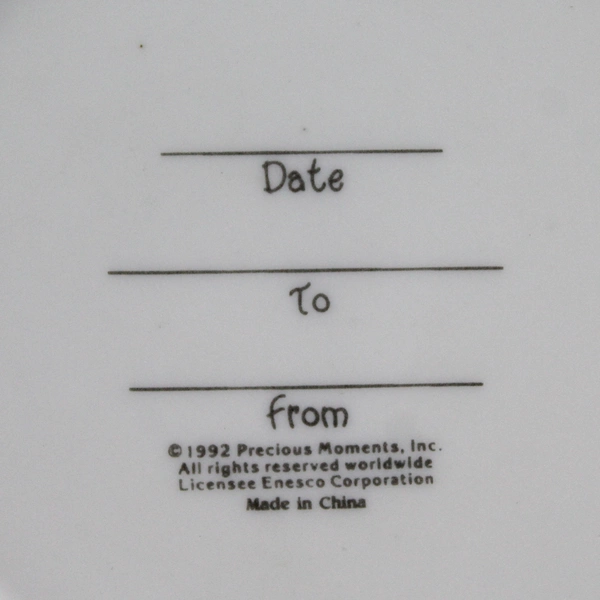 Date
To
from
©1992 Precious Moments, Inc.
All rights reserved worldwide
Licensee Enesco Corporation
Made in China